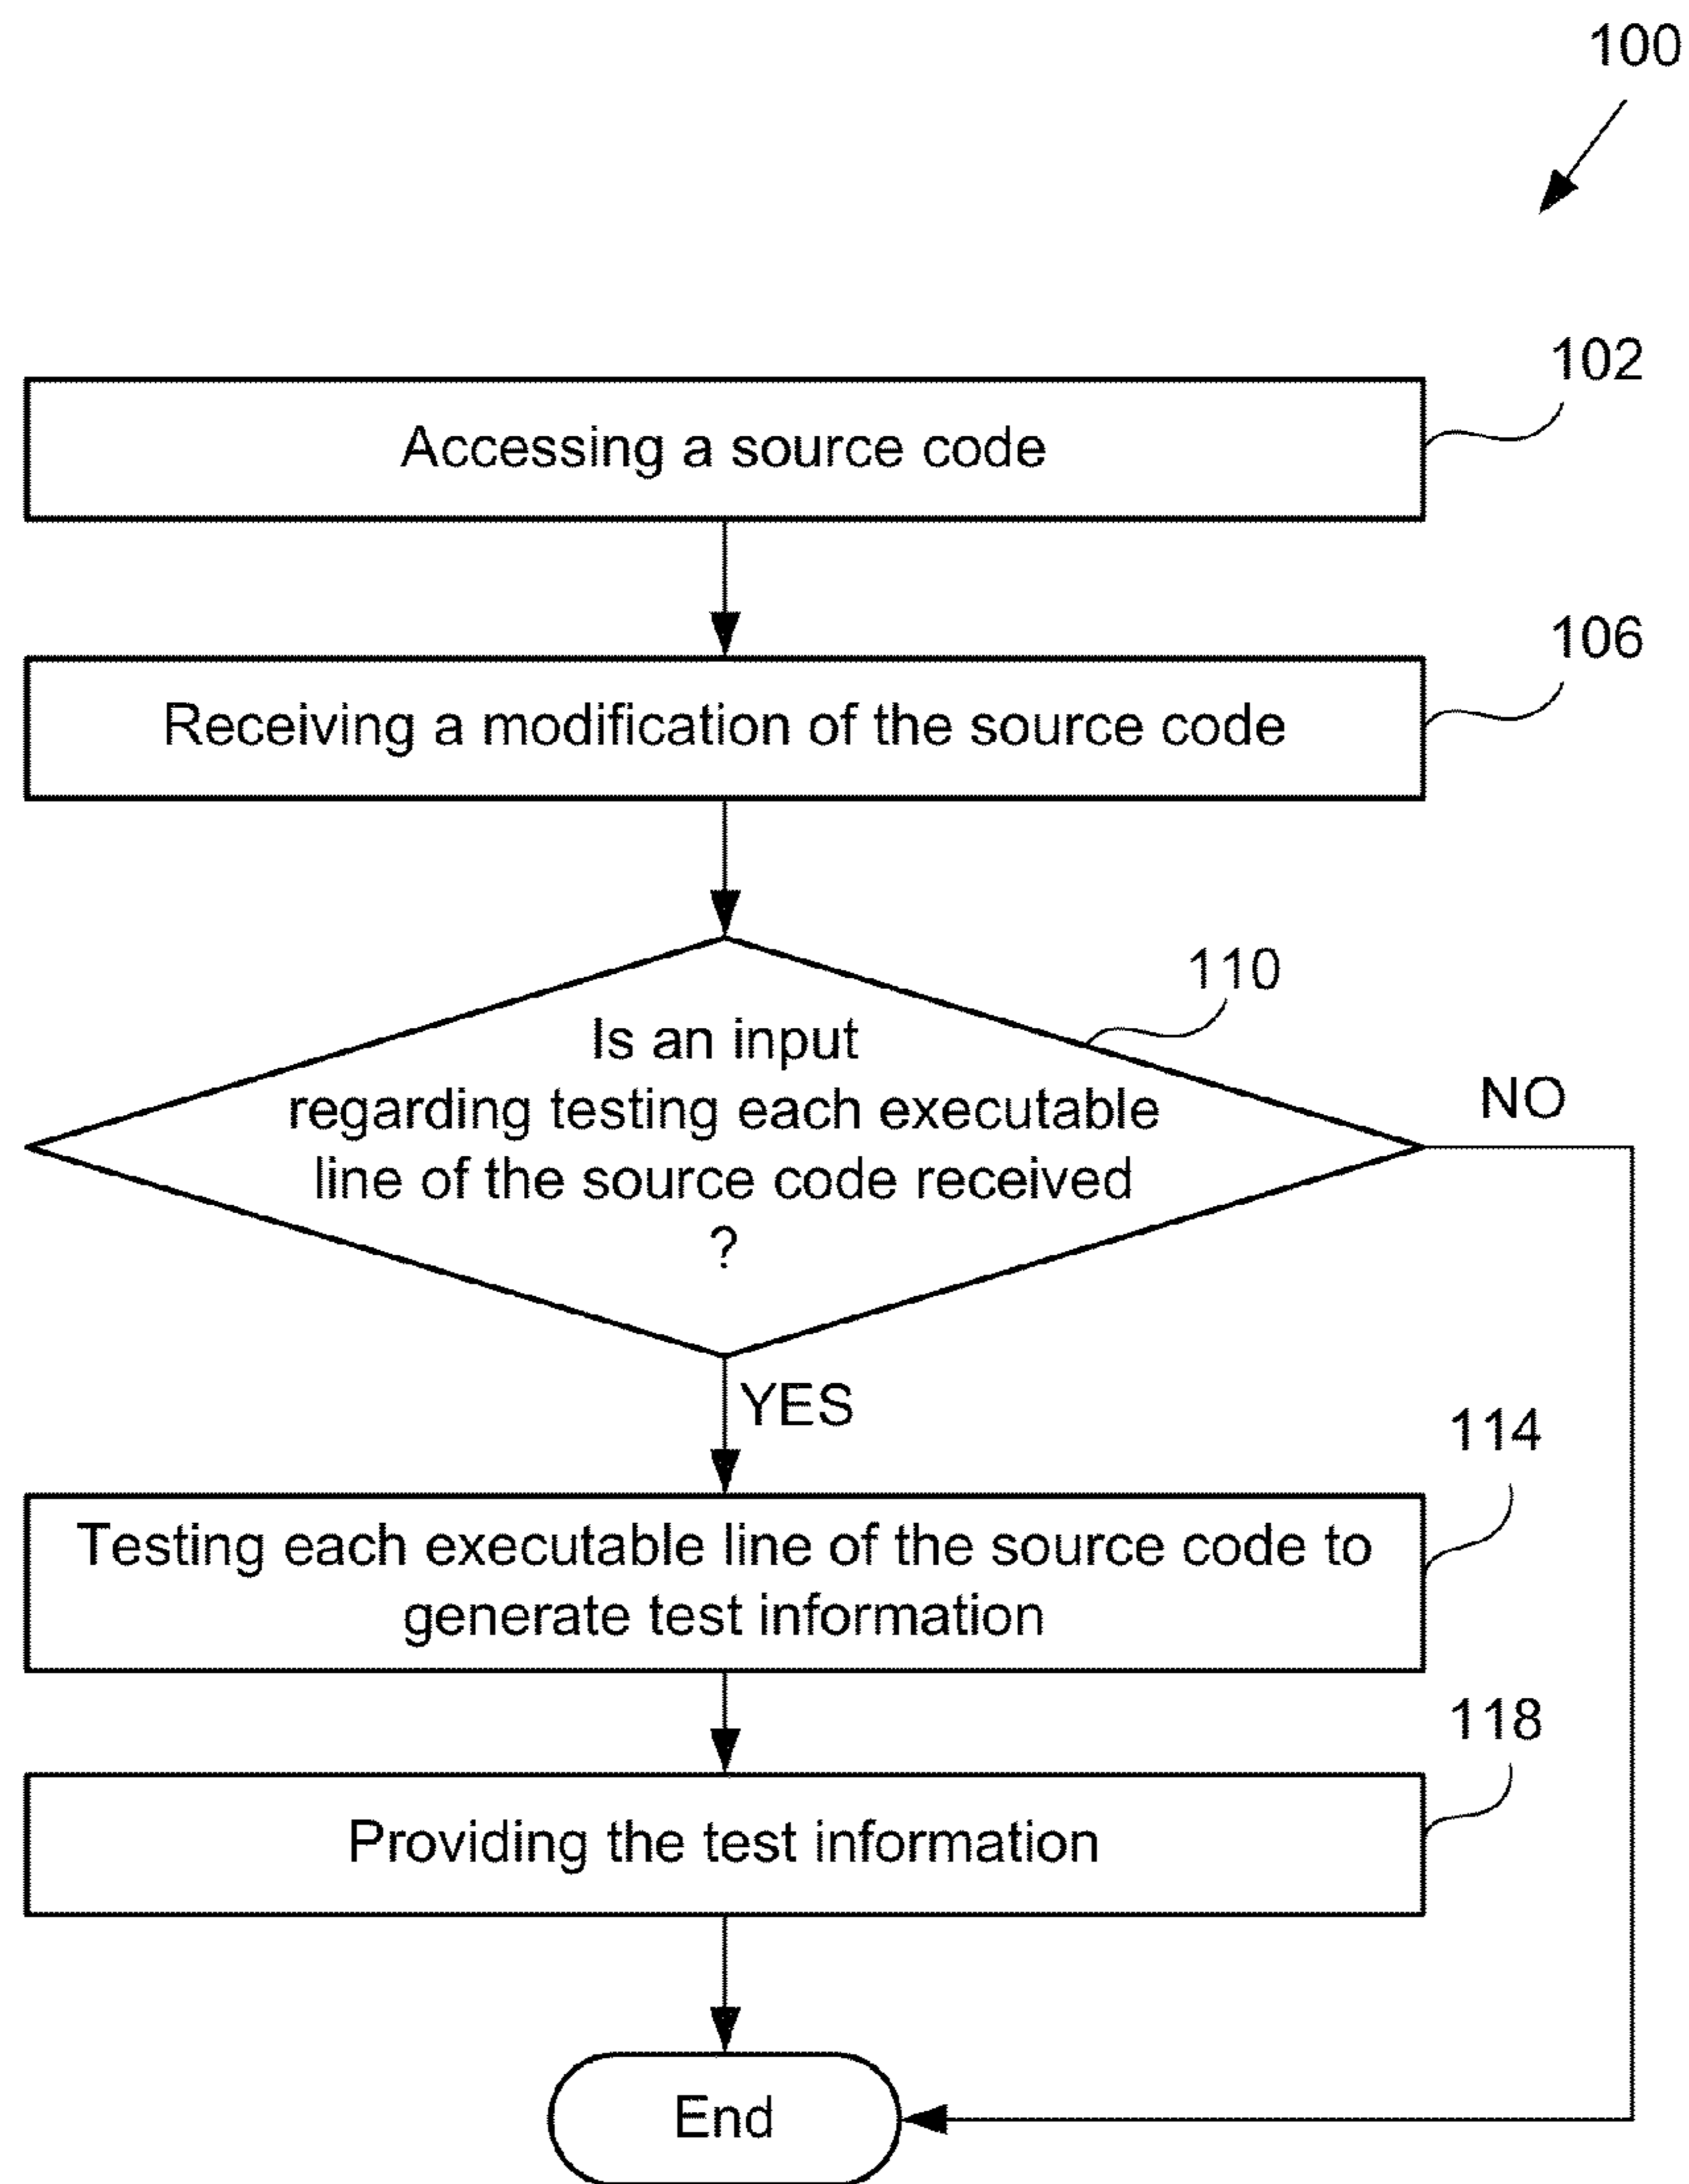 100
102
Accessing a source code
106
Receiving a modification of the source code
110
Is an input
regarding testing each executable
line of the source code received
?
NO
YES
114
Testing each executable line of the source code to
generate test information
118
Providing the test information
End